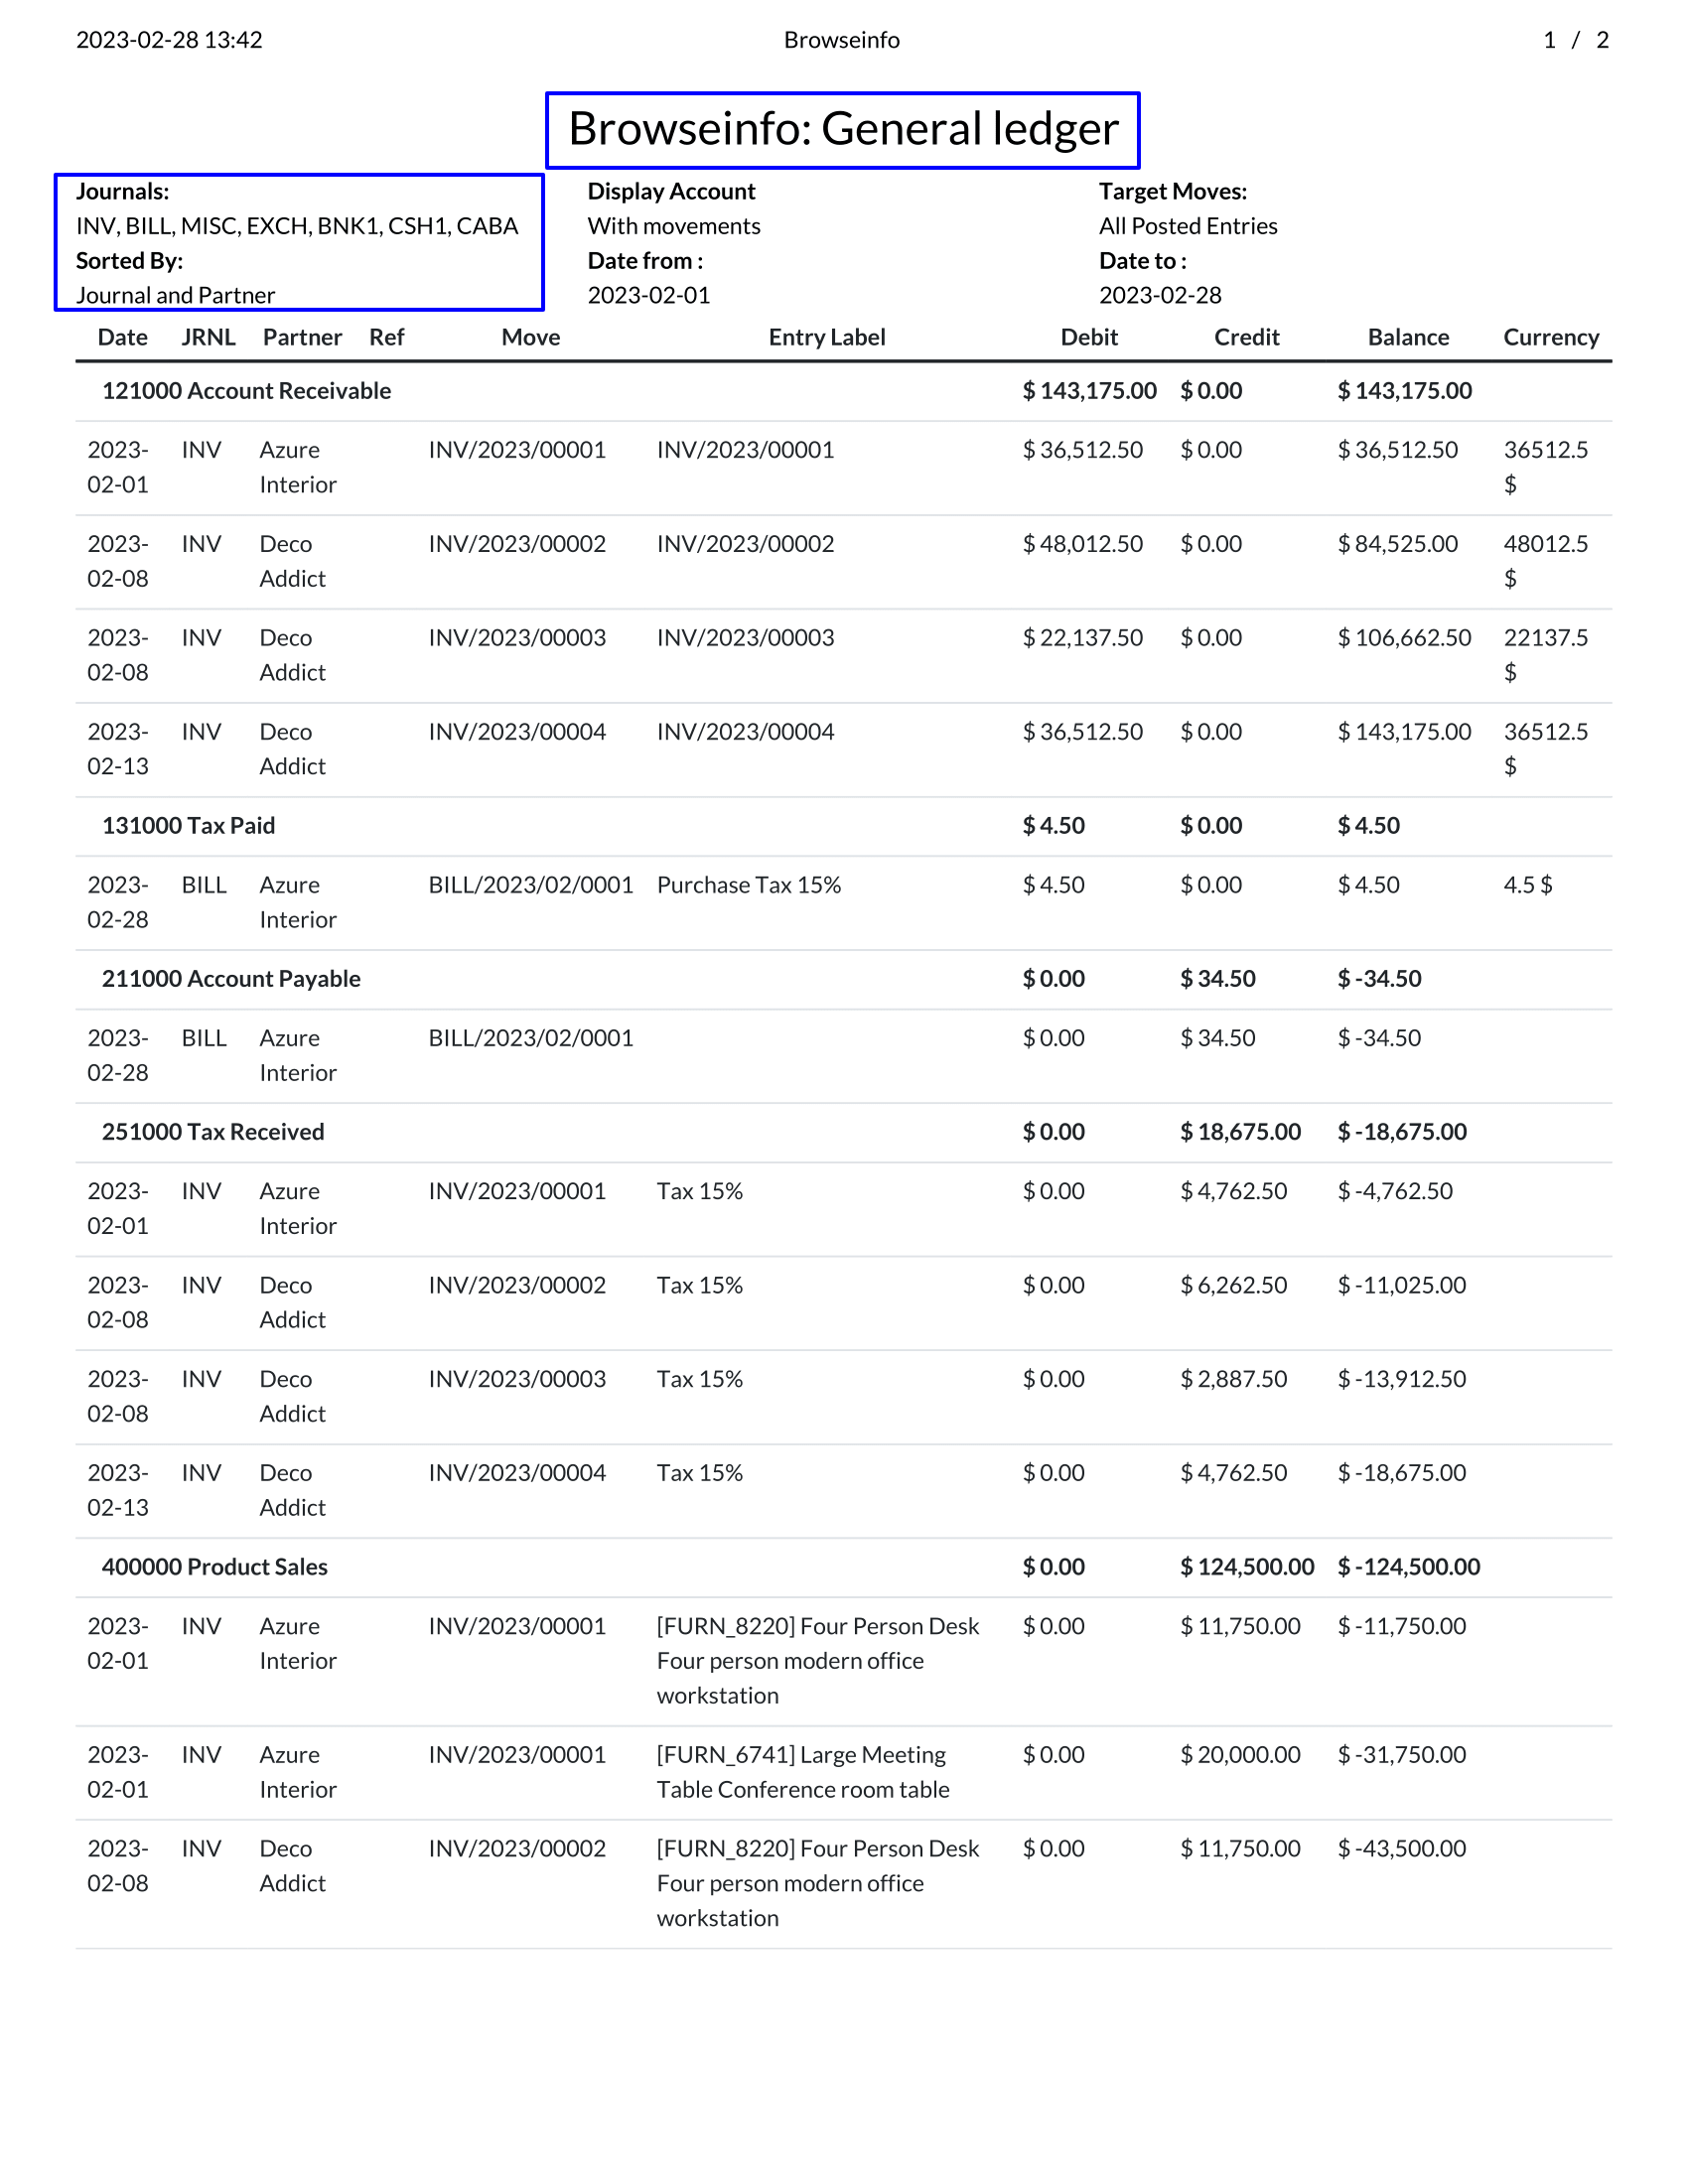 2023-02-28 13:42 Browseinfo 1 / 2
Browseinfo: General ledger
Journals: Display Account Target Moves:
INV, BILL, MISC, EXCH, BNK1, CSH1, CABA With movements All Posted Entries
Sorted By: Date from : Date to :
Journal and Partner 2023-02-01 2023-02-28
Date JRNL Partner Ref Move Entry Label Debit Credit Balance Currency
121000 Account Receivable $ 143,175.00 $ 0.00 $ 143,175.00
2023- INV Azure INV/2023/00001 INV/2023/00001 $ 36,512.50 $ 0.00 $ 36,512.50 36512.5
02-01 Interior $
2023- INV Deco INV/2023/00002 INV/2023/00002 $ 48,012.50 $ 0.00 $ 84,525.00 48012.5
02-08 Addict $
2023- INV Deco INV/2023/00003 INV/2023/00003 $ 22,137.50 $ 0.00 $ 106,662.50 22137.5
02-08 Addict $
2023- INV Deco INV/2023/00004 INV/2023/00004 $ 36,512.50 $ 0.00 $ 143,175.00 36512.5
02-13 Addict $
131000 Tax Paid $ 4.50 $ 0.00 $ 4.50
2023- BILL Azure BILL/2023/02/0001 Purchase Tax 15% $ 4.50 $ 0.00 $ 4.50 4.5 $
02-28 Interior
211000 Account Payable $ 0.00 $ 34.50 $ -34.50
2023- BILL Azure BILL/2023/02/0001 $ 0.00 $ 34.50 $ -34.50
02-28 Interior
251000 Tax Received $ 0.00 $ 18,675.00 $ -18,675.00
2023- INV Azure INV/2023/00001 Tax 15% $ 0.00 $ 4,762.50 $ -4,762.50
02-01 Interior
2023- INV Deco INV/2023/00002 Tax 15% $ 0.00 $ 6,262.50 $ -11,025.00
02-08 Addict
2023- INV Deco INV/2023/00003 Tax 15% $ 0.00 $ 2,887.50 $ -13,912.50
02-08 Addict
2023- INV Deco INV/2023/00004 Tax 15% $ 0.00 $ 4,762.50 $ -18,675.00
02-13 Addict
400000 Product Sales $ 0.00 $ 124,500.00 $ -124,500.00
2023- INV Azure INV/2023/00001 [FURN_8220] Four Person Desk $ 0.00 $ 11,750.00 $ -11,750.00
02-01 Interior Four person modern office
workstation
2023- INV Azure INV/2023/00001 [FURN_6741] Large Meeting $ 0.00 $ 20,000.00 $ -31,750.00
02-01 Interior Table Conference room table
2023- INV Deco INV/2023/00002 [FURN_8220] Four Person Desk $ 0.00 $ 11,750.00 $ -43,500.00
02-08 Addict Four person modern office
workstation